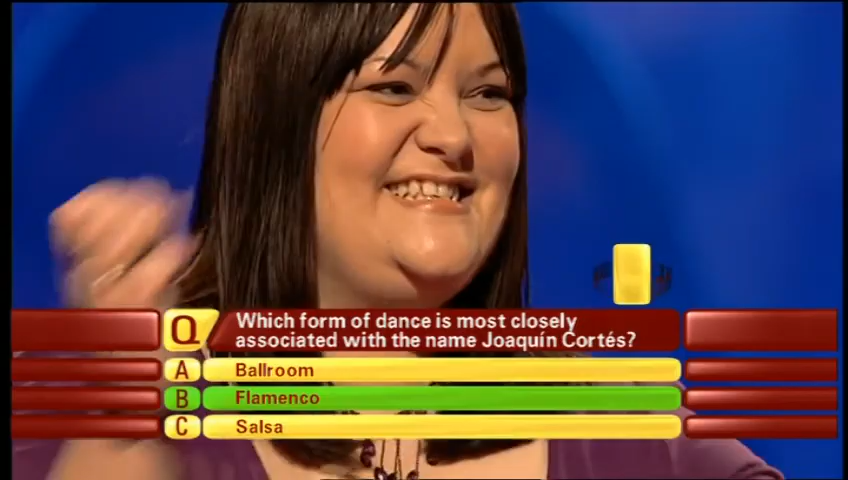 Q Which form of dance is most closely
associated with the name Joaquín Cortés?
A Ballroom
B Flamenco
C Salsa